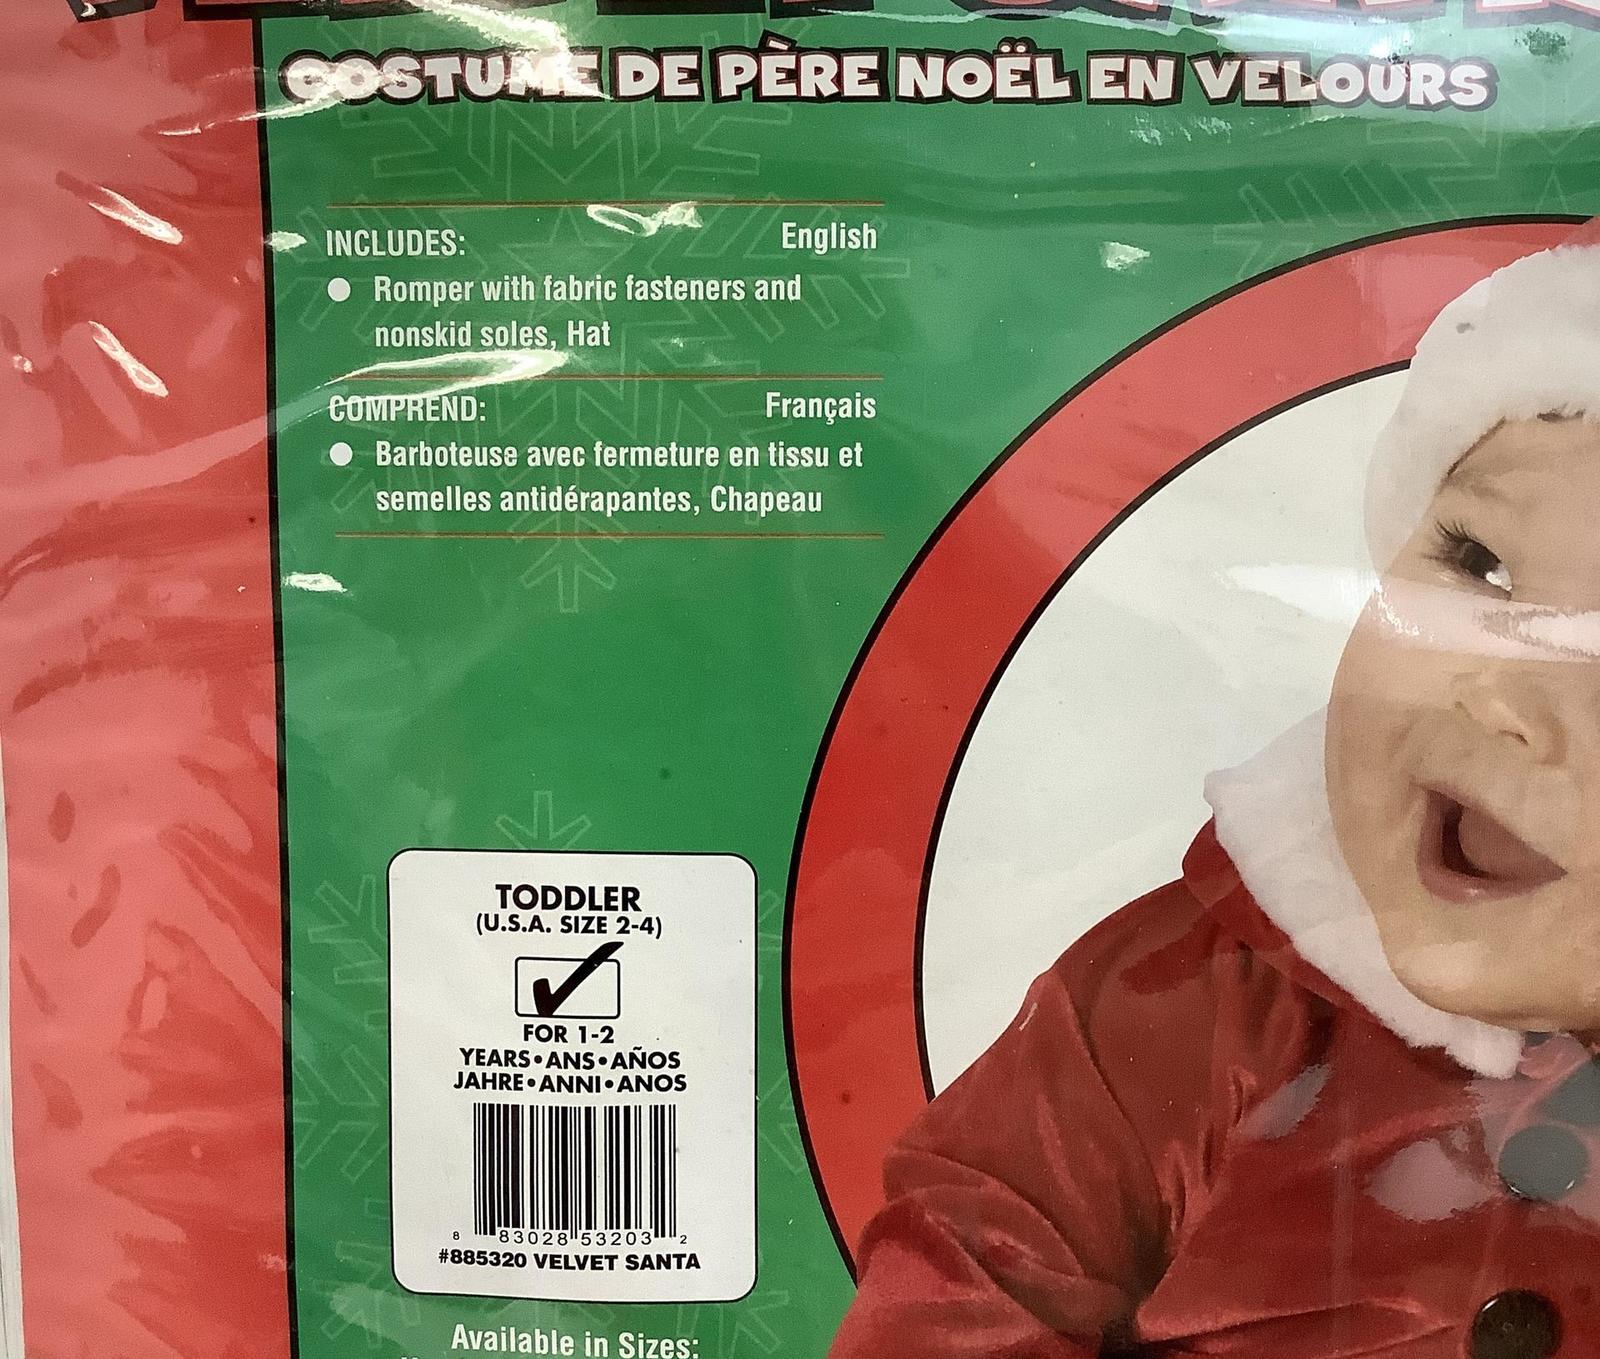 COSTUME DE PÈRE NOËL EN VELOURS
INCLUDES: English
● Romper with fabric fasteners and
nonskid soles, Hat
COMPREND: Français
● Barboteuse avec fermeture en tissu et
semelles antidérapantes, Chapeau
TODDLER
(U.S.A. SIZE 2-4)
FOR 1-2
YEARS•ANS•AÑOS
JAHRE•ANNI•ANOS
8 83028 53203 2
#885320 VELVET SANTA
Available in Sizes: